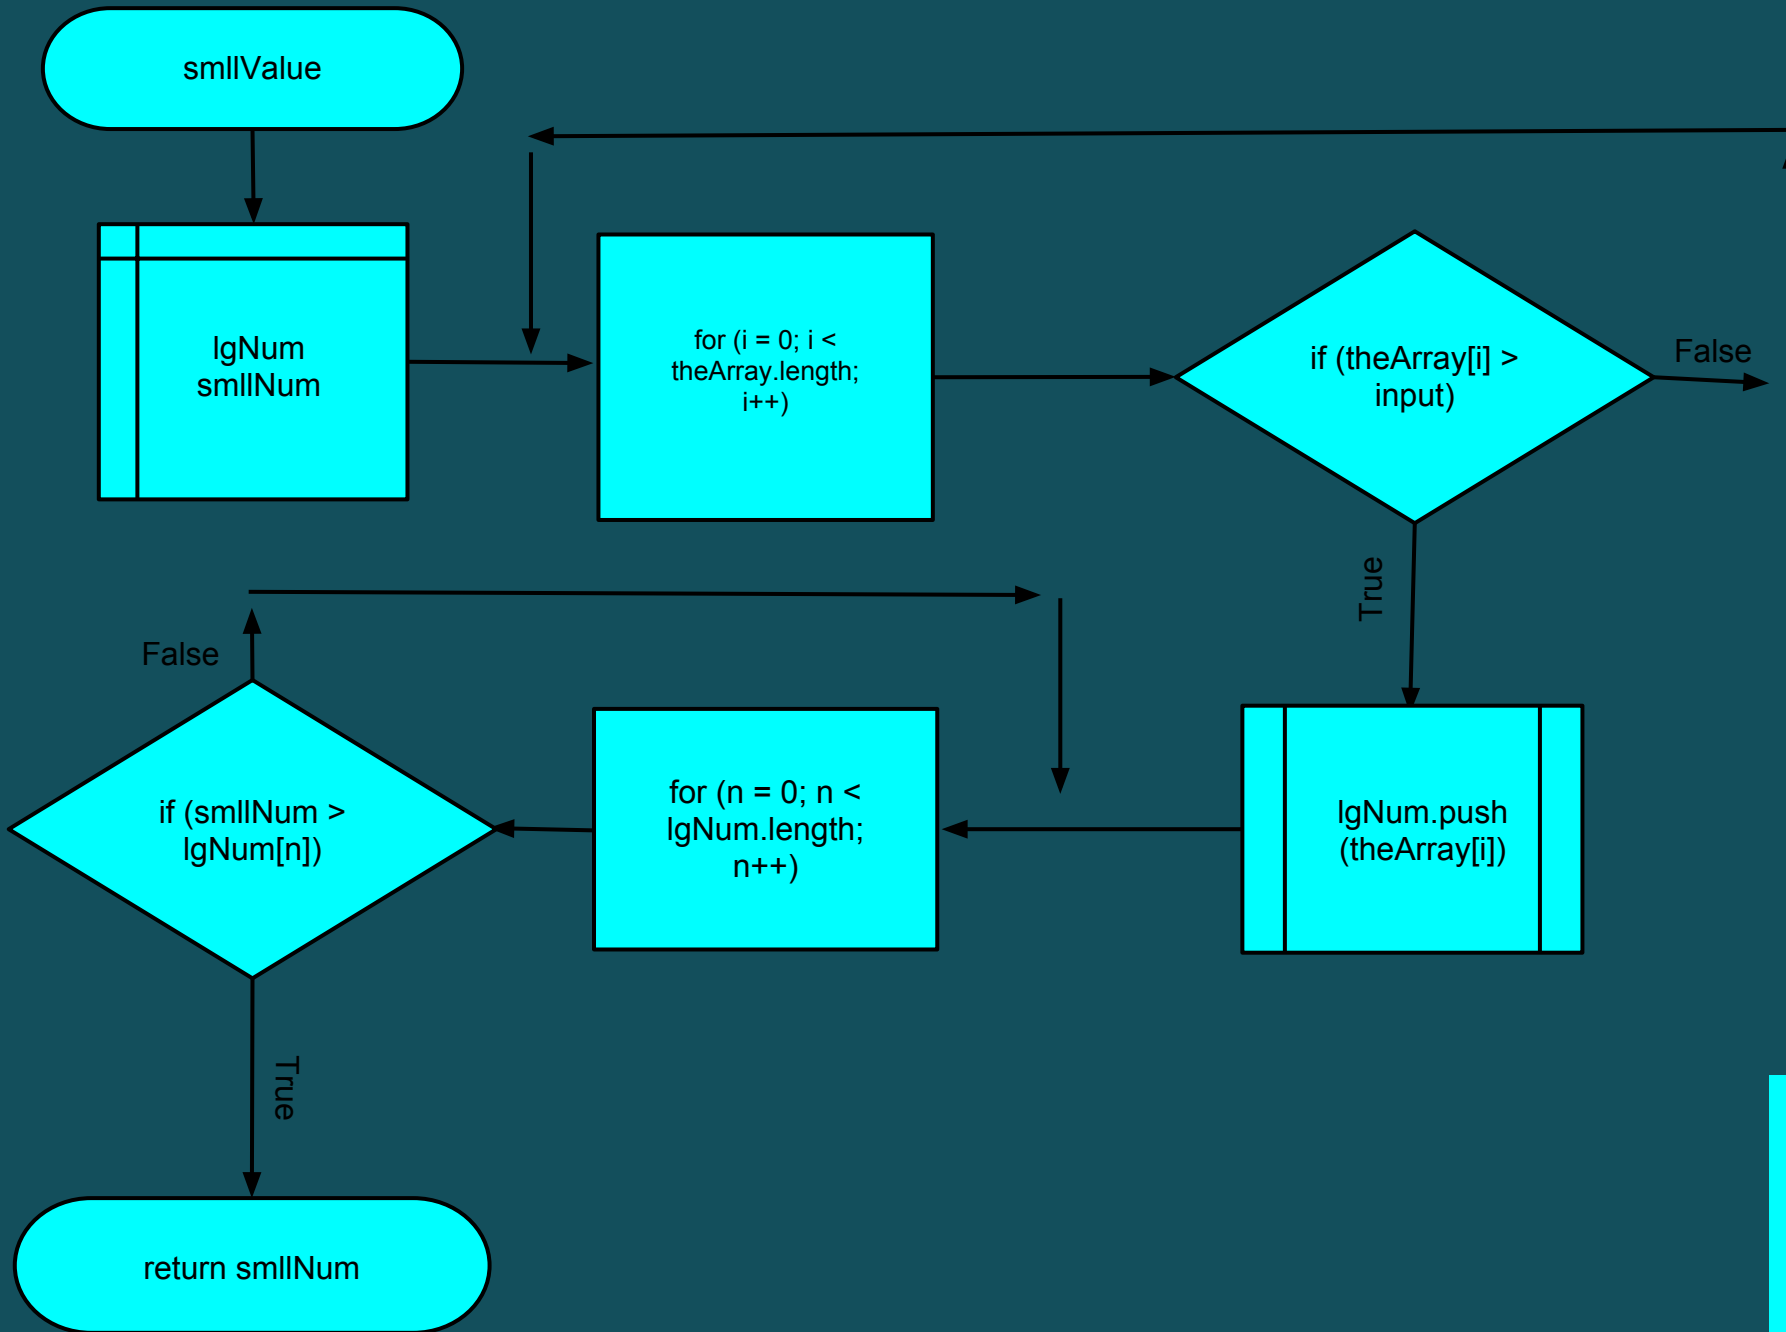 smllValue
lgNum
smllNum
for (i = 0; i <
theArray.length;
i++)
if (theArray[i] >
input)
False
True
lgNum.push
(theArray[i])
for (n = 0; n <
lgNum.length;
n++)
False
if (smllNum >
lgNum[n])
True
return smllNum